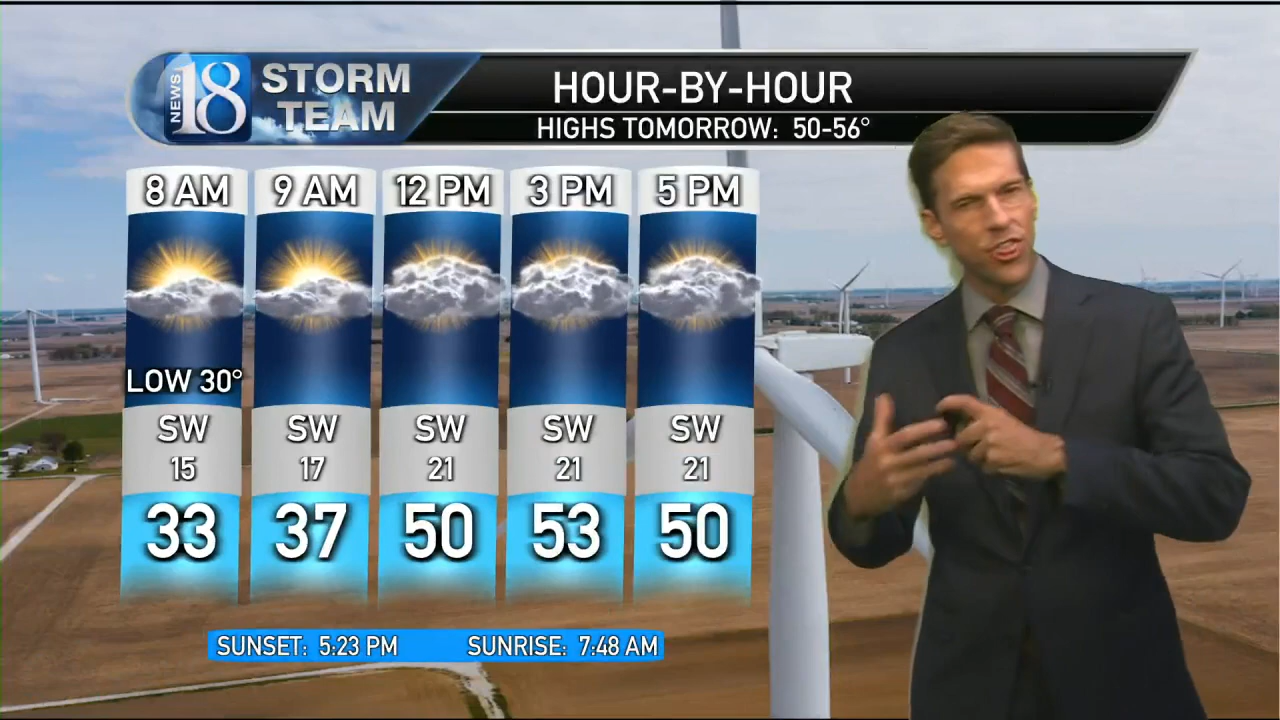 NEWS 18
STORM
TEAM
HOUR-BY-HOUR
HIGHS TOMORROW: 50-56°
8 AM 9 AM 12 PM 3 PM 5 PM
LOW 30°
SW SW SW SW SW
15 17 21 21 21
33 37 50 53 50
SUNSET: 5:23 PM SUNRISE: 7:48 AM